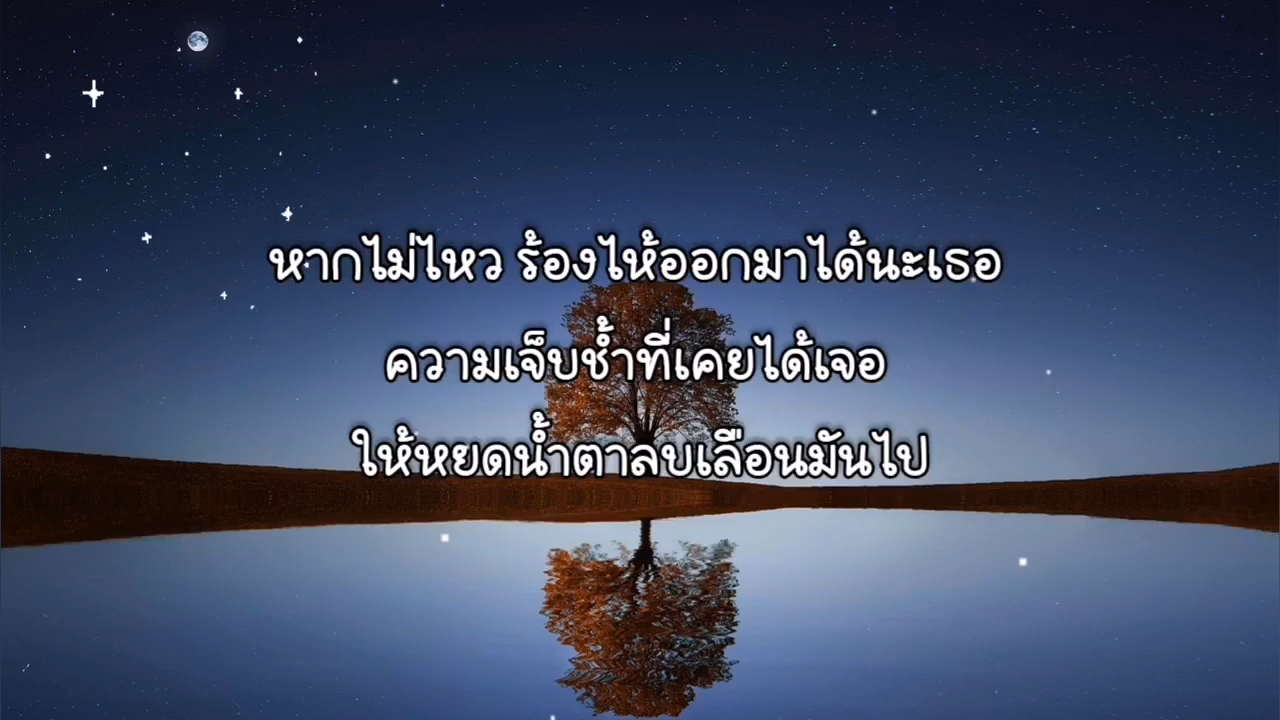 หากไม่ไหว ร้องไห้ออกมาได้นะเธอ
ความเจ็บช้ำที่เคยได้เจอ
ให้หยดน้ำตาลบเลือนมันไป